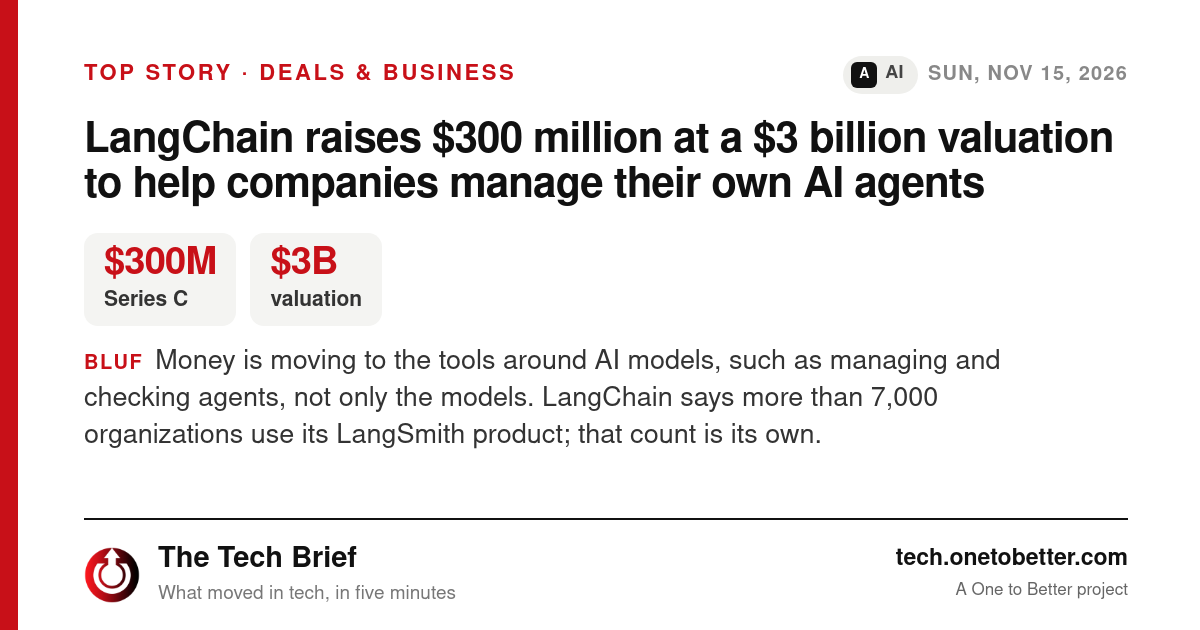 TOP STORY · DEALS & BUSINESS
A AI SUN, NOV 15, 2026
LangChain raises $300 million at a $3 billion valuation
to help companies manage their own AI agents
$300M
Series C
$3B
valuation
BLUF Money is moving to the tools around AI models, such as managing and
checking agents, not only the models. LangChain says more than 7,000
organizations use its LangSmith product; that count is its own.
The Tech Brief
What moved in tech, in five minutes
tech.onetobetter.com
A One to Better project